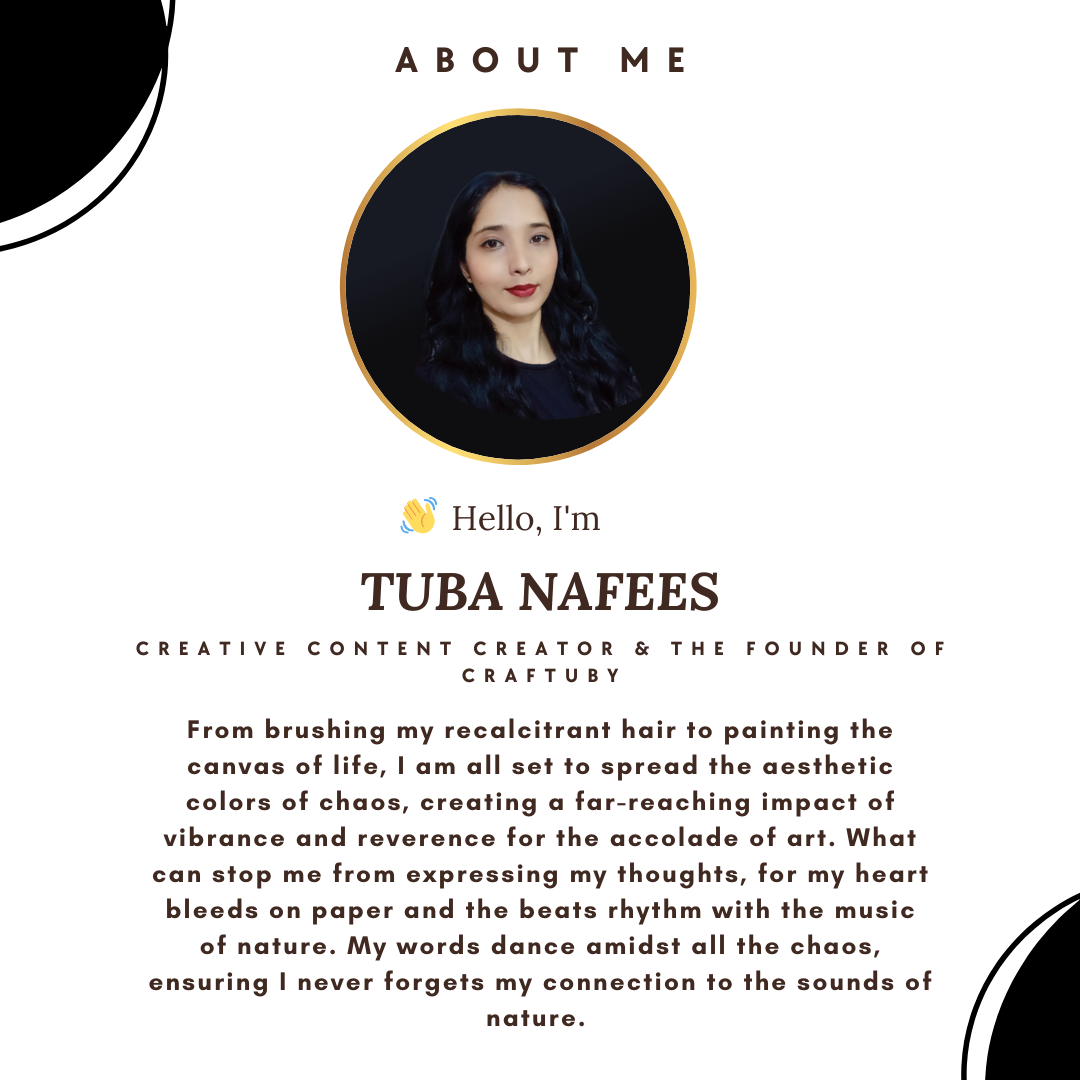 ABOUT ME
👋 Hello, I'm
TUBA NAFEES
CREATIVE CONTENT CREATOR & THE FOUNDER OF
CRAFTUBY
From brushing my recalcitrant hair to painting the
canvas of life, I am all set to spread the aesthetic
colors of chaos, creating a far-reaching impact of
vibrance and reverence for the accolade of art. What
can stop me from expressing my thoughts, for my heart
bleeds on paper and the beats rhythm with the music
of nature. My words dance amidst all the chaos,
ensuring I never forgets my connection to the sounds of
nature.